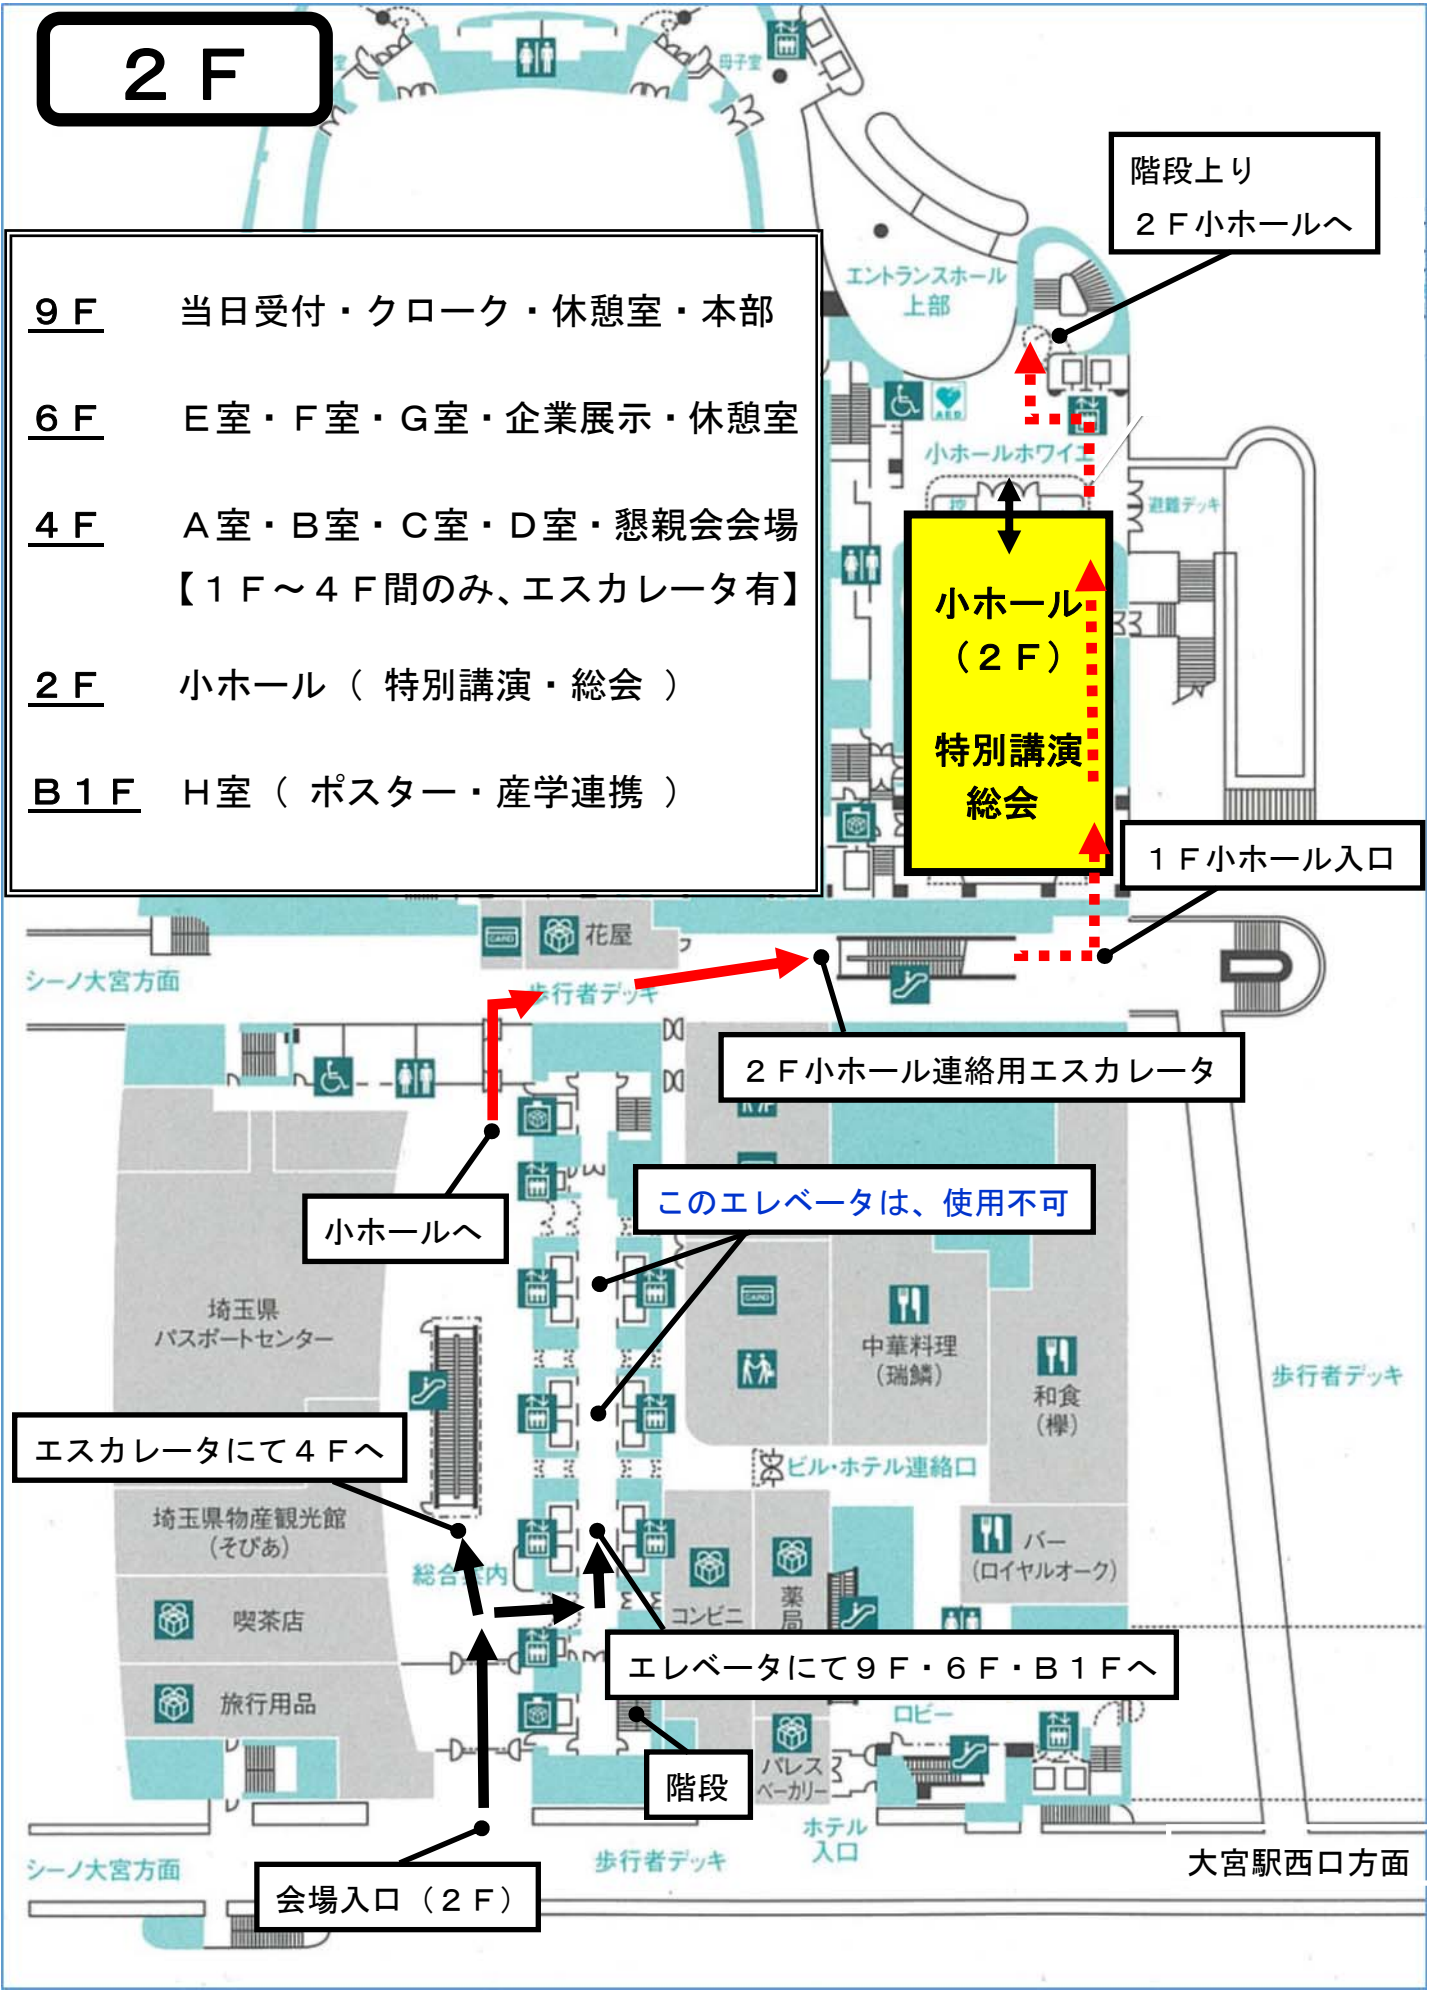 ２Ｆ
室
母子室
階段上り
２Ｆ小ホールへ
エントランスホール
上部
９Ｆ 当日受付・クローク・休憩室・本部
６Ｆ Ｅ室・Ｆ室・Ｇ室・企業展示・休憩室
４Ｆ Ａ室・Ｂ室・Ｃ室・Ｄ室・懇親会会場
【１Ｆ～４Ｆ間のみ、エスカレータ有】
２Ｆ 小ホール（ 特別講演・総会 ）
Ｂ１Ｆ Ｈ室（ ポスター・産学連携 ）
AED
小ホールホワイエ
避難デッキ
小ホール
（２Ｆ）
特別講演
総会
１Ｆ小ホール入口
CARD
花屋
シーノ大宮方面
歩行者デッキ
２Ｆ小ホール連絡用エスカレータ
このエレベータは、使用不可
小ホールへ
埼玉県
パスポートセンター
CARD
中華料理
(瑞鱗)
和食
(欅)
歩行者デッキ
エスカレータにて４Ｆへ
ビル・ホテル連絡口
埼玉県物産観光館
(そぴあ)
総合案内
バー
(ロイヤルオーク)
喫茶店
コンビニ
薬局
エレベータにて９Ｆ・６Ｆ・Ｂ１Ｆへ
旅行用品
ロビー
階段
パレス
ベーカリー
ホテル
入口
シーノ大宮方面
歩行者デッキ
大宮駅西口方面
会場入口（２Ｆ）